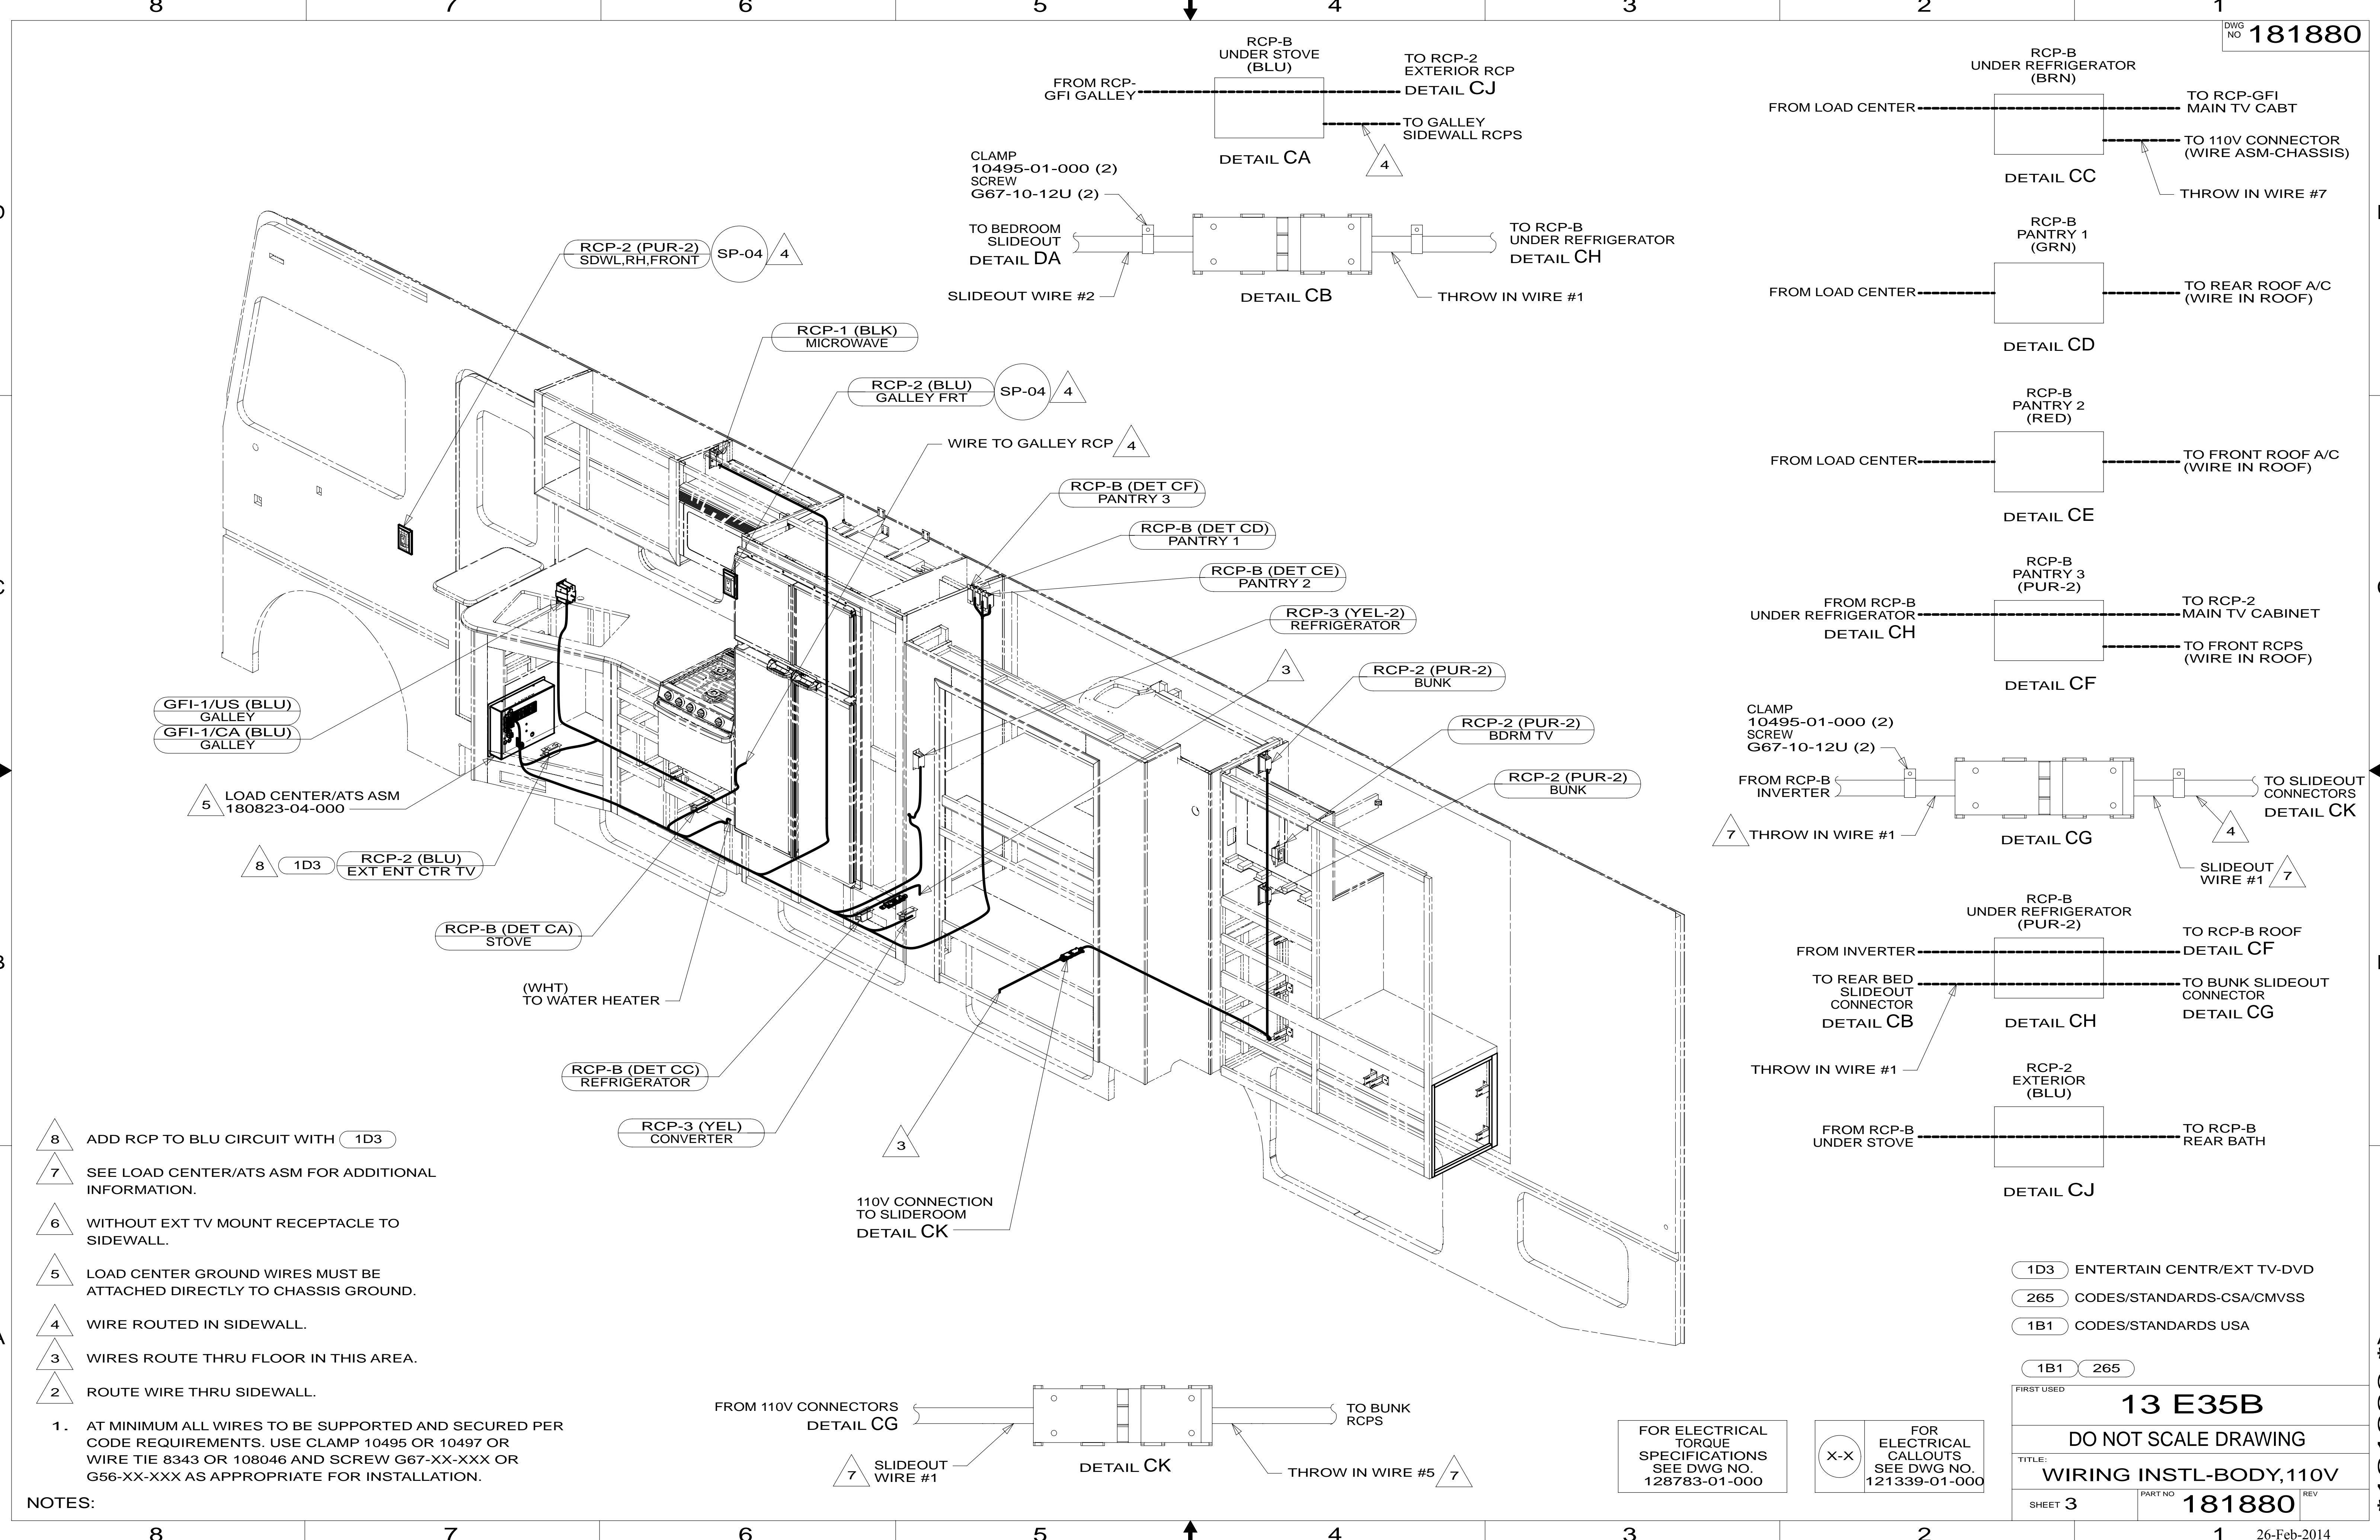 8 7 6 5 4 3 2 1
DWG
NO 181880
RCP-B
UNDER STOVE
(BLU)
FROM RCP-
GFI GALLEY
TO RCP-2
EXTERIOR RCP
DETAIL CJ
TO GALLEY
SIDEWALL RCPS
4
DETAIL CA
CLAMP
10495-01-000 (2)
SCREW
G67-10-12U (2)
TO BEDROOM
SLIDEOUT
DETAIL DA
TO RCP-B
UNDER REFRIGERATOR
DETAIL CH
SLIDEOUT WIRE #2
THROW IN WIRE #1
DETAIL CB
RCP-B
UNDER REFRIGERATOR
(BRN)
FROM LOAD CENTER
TO RCP-GFI
MAIN TV CABT
TO 110V CONNECTOR
(WIRE ASM-CHASSIS)
THROW IN WIRE #7
DETAIL CC
RCP-B
PANTRY 1
(GRN)
FROM LOAD CENTER
TO REAR ROOF A/C
(WIRE IN ROOF)
DETAIL CD
RCP-B
PANTRY 2
(RED)
FROM LOAD CENTER
TO FRONT ROOF A/C
(WIRE IN ROOF)
DETAIL CE
RCP-B
PANTRY 3
(PUR-2)
FROM RCP-B
UNDER REFRIGERATOR
DETAIL CH
TO RCP-2
MAIN TV CABINET
TO FRONT RCPS
(WIRE IN ROOF)
DETAIL CF
CLAMP
10495-01-000 (2)
SCREW
G67-10-12U (2)
FROM RCP-B
INVERTER
TO SLIDEOUT
CONNECTORS
DETAIL CK
7 THROW IN WIRE #1
4
SLIDEOUT
WIRE #1 7
DETAIL CG
RCP-B
UNDER REFRIGERATOR
(PUR-2)
FROM INVERTER
TO RCP-B ROOF
DETAIL CF
TO REAR BED
SLIDEOUT
CONNECTOR
DETAIL CB
TO BUNK SLIDEOUT
CONNECTOR
DETAIL CG
DETAIL CH
THROW IN WIRE #1
RCP-2
EXTERIOR
(BLU)
FROM RCP-B
UNDER STOVE
TO RCP-B
REAR BATH
DETAIL CJ
RCP-2 (PUR-2)
SDWL,RH,FRONT
SP-04 4
RCP-1 (BLK)
MICROWAVE
RCP-2 (BLU)
GALLEY FRT
SP-04 4
WIRE TO GALLEY RCP 4
RCP-B (DET CF)
PANTRY 3
RCP-B (DET CD)
PANTRY 1
RCP-B (DET CE)
PANTRY 2
RCP-3 (YEL-2)
REFRIGERATOR
3
RCP-2 (PUR-2)
BUNK
RCP-2 (PUR-2)
BDRM TV
RCP-2 (PUR-2)
BUNK
GFI-1/US (BLU)
GALLEY
GFI-1/CA (BLU)
GALLEY
5 LOAD CENTER/ATS ASM
180823-04-000
8 1D3 RCP-2 (BLU)
EXT ENT CTR TV
RCP-B (DET CA)
STOVE
(WHT)
TO WATER HEATER
RCP-B (DET CC)
REFRIGERATOR
RCP-3 (YEL)
CONVERTER
3
110V CONNECTION
TO SLIDEROOM
DETAIL CK
8 ADD RCP TO BLU CIRCUIT WITH 1D3
7 SEE LOAD CENTER/ATS ASM FOR ADDITIONAL
INFORMATION.
6 WITHOUT EXT TV MOUNT RECEPTACLE TO
SIDEWALL.
5 LOAD CENTER GROUND WIRES MUST BE
ATTACHED DIRECTLY TO CHASSIS GROUND.
4 WIRE ROUTED IN SIDEWALL.
3 WIRES ROUTE THRU FLOOR IN THIS AREA.
2 ROUTE WIRE THRU SIDEWALL.
1. AT MINIMUM ALL WIRES TO BE SUPPORTED AND SECURED PER
CODE REQUIREMENTS. USE CLAMP 10495 OR 10497 OR
WIRE TIE 8343 OR 108046 AND SCREW G67-XX-XXX OR
G56-XX-XXX AS APPROPRIATE FOR INSTALLATION.
NOTES:
FROM 110V CONNECTORS
DETAIL CG
TO BUNK
RCPS
7 SLIDEOUT
WIRE #1
THROW IN WIRE #5 7
DETAIL CK
FOR ELECTRICAL
TORQUE
SPECIFICATIONS
SEE DWG NO.
128783-01-000
X-X
FOR
ELECTRICAL
CALLOUTS
SEE DWG NO.
121339-01-000
1D3 ENTERTAIN CENTR/EXT TV-DVD
265 CODES/STANDARDS-CSA/CMVSS
1B1 CODES/STANDARDS USA
1B1 265
FIRST USED
13 E35B
DO NOT SCALE DRAWING
TITLE:
WIRING INSTL-BODY,110V
SHEET 3
PART NO 181880 REV
8 7 6 5 4 3 2 1
26-Feb-2014